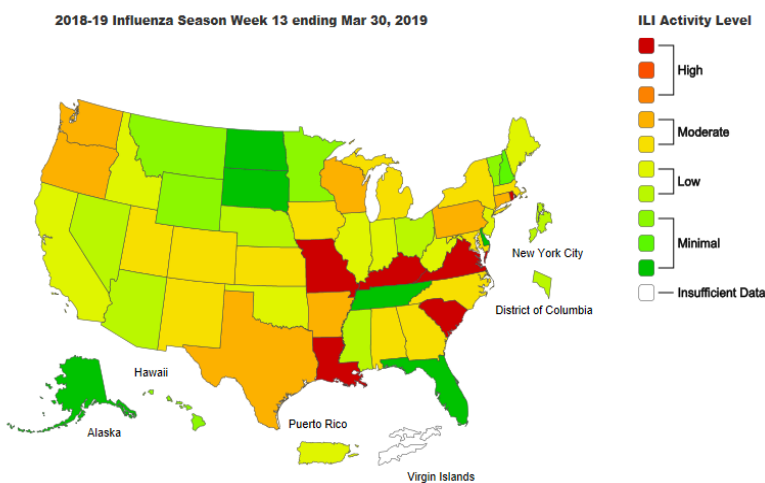 2018-19 Influenza Season Week 13 ending Mar 30, 2019
ILI Activity Level
High
Moderate
Low
Minimal
Insufficient Data
New York City
District of Columbia
Hawaii
Alaska
Puerto Rico
Virgin Islands